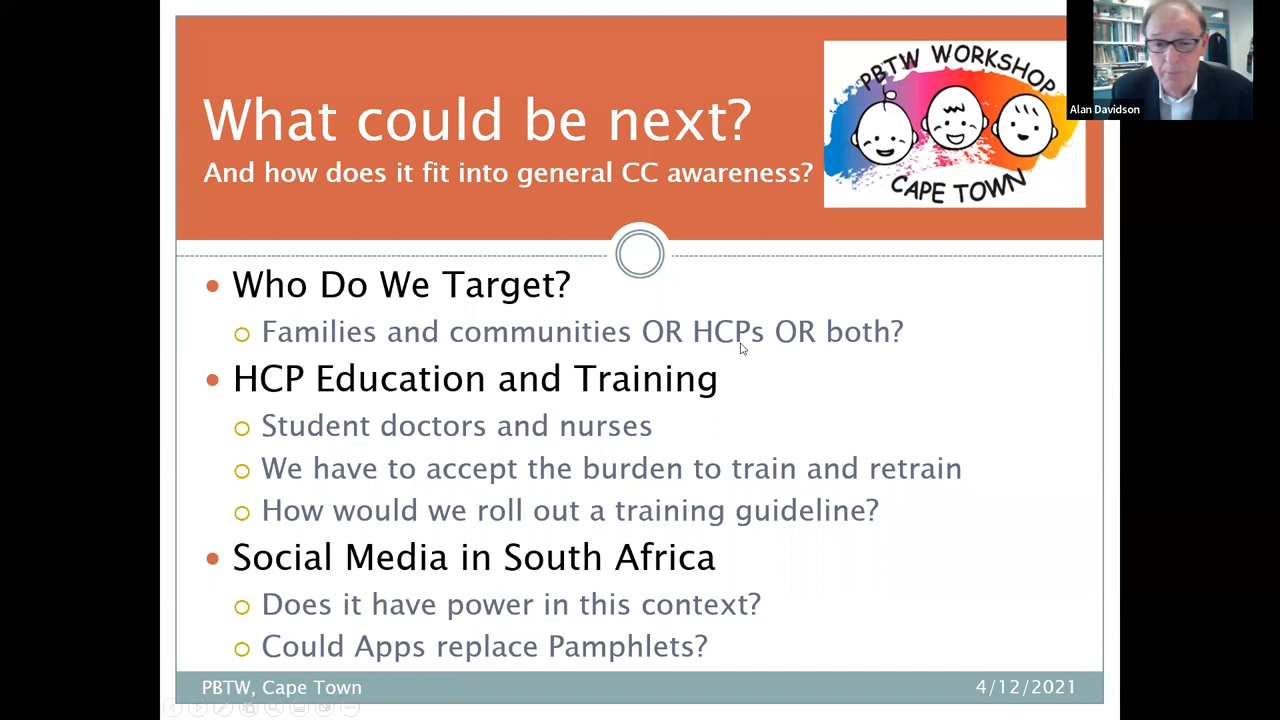 What could be next?
And how does it fit into general CC awareness?
PBTW WORKSHOP
CAPE TOWN
Alan Davidson
Who Do We Target?
Families and communities OR HCPs OR both?
HCP Education and Training
Student doctors and nurses
We have to accept the burden to train and retrain
How would we roll out a training guideline?
Social Media in South Africa
Does it have power in this context?
Could Apps replace Pamphlets?
PBTW, Cape Town
4/12/2021